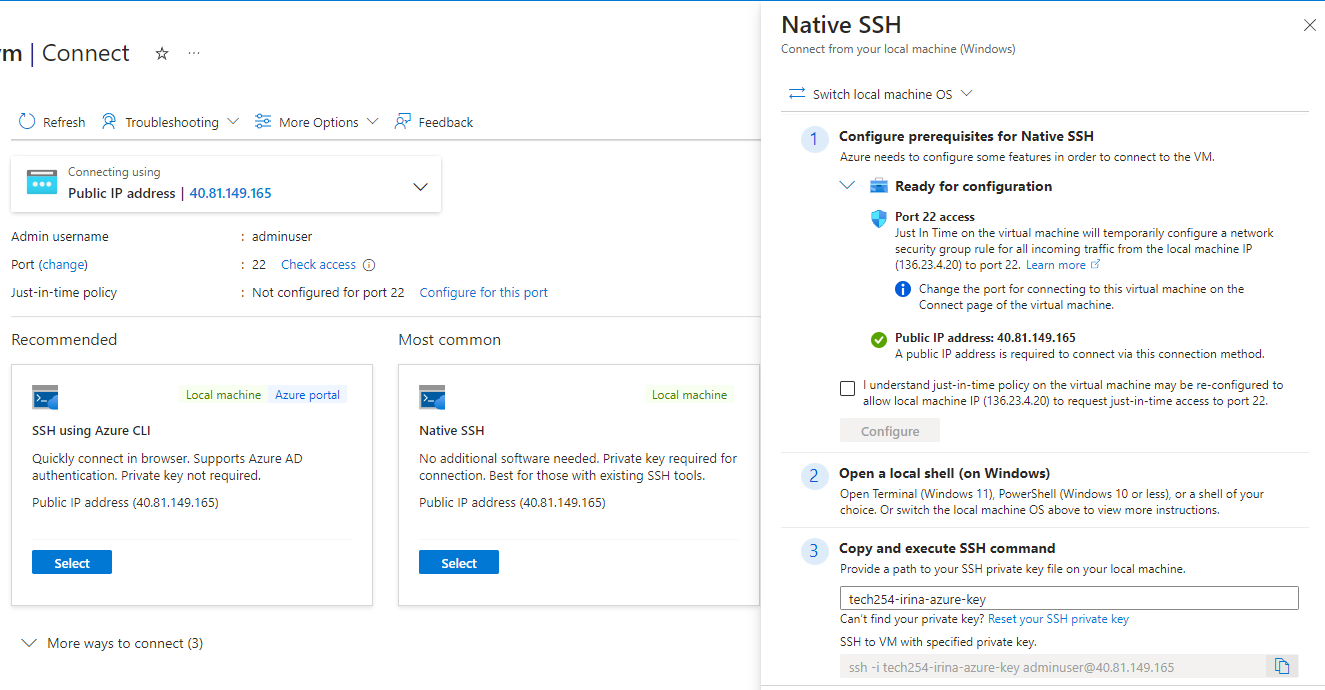 m | Connect
Refresh
Troubleshooting
More Options
Feedback
Connecting using
Public IP address | 40.81.149.165
Admin username : adminuser
Port (change) : 22 Check access
Just-in-time policy : Not configured for port 22 Configure for this port
Recommended
Local machine Azure portal
SSH using Azure CLI
Quickly connect in browser. Supports Azure AD
authentication. Private key not required.
Public IP address (40.81.149.165)
Select
Most common
Local machine
Native SSH
No additional software needed. Private key required for
connection. Best for those with existing SSH tools.
Public IP address (40.81.149.165)
Select
More ways to connect (3)
Native SSH
Connect from your local machine (Windows)
Switch local machine OS
1 Configure prerequisites for Native SSH
Azure needs to configure some features in order to connect to the VM.
Ready for configuration
Port 22 access
Just In Time on the virtual machine will temporarily configure a network
security group rule for all incoming traffic from the local machine IP
(136.23.4.20) to port 22. Learn more
Change the port for connecting to this virtual machine on the
Connect page of the virtual machine.
Public IP address: 40.81.149.165
A public IP address is required to connect via this connection method.
I understand just-in-time policy on the virtual machine may be re-configured to
allow local machine IP (136.23.4.20) to request just-in-time access to port 22.
Configure
2 Open a local shell (on Windows)
Open Terminal (Windows 11), PowerShell (Windows 10 or less), or a shell of your
choice. Or switch the local machine OS above to view more instructions.
3 Copy and execute SSH command
Provide a path to your SSH private key file on your local machine.
tech254-irina-azure-key
Can't find your private key? Reset your SSH private key
SSH to VM with specified private key.
ssh -i tech254-irina-azure-key adminuser@40.81.149.165